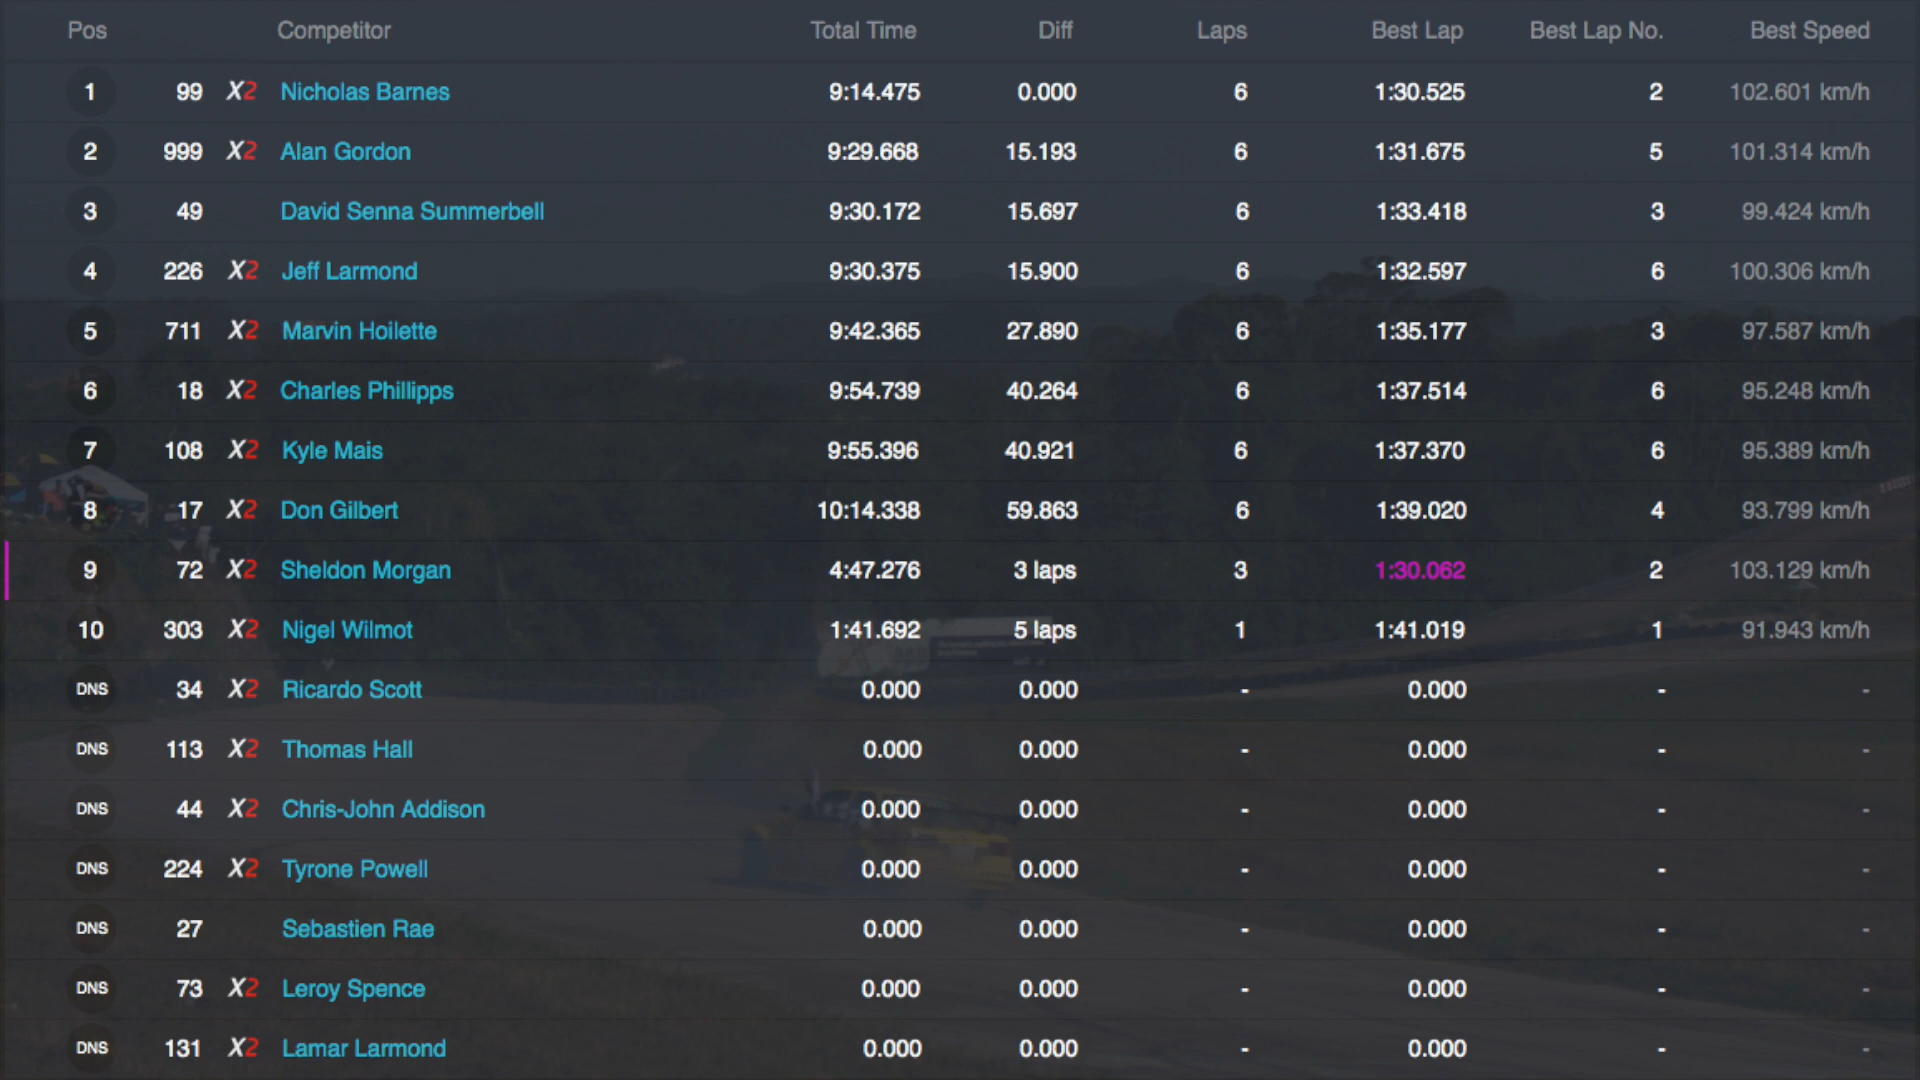 Pos Competitor Total Time Diff Laps Best Lap Best Lap No. Best Speed
1 99 X2 Nicholas Barnes 9:14.475 0.000 6 1:30.525 2 102.601 km/h
2 999 X2 Alan Gordon 9:29.668 15.193 6 1:31.675 5 101.314 km/h
3 49 David Senna Summerbell 9:30.172 15.697 6 1:33.418 3 99.424 km/h
4 226 X2 Jeff Larmond 9:30.375 15.900 6 1:32.597 6 100.306 km/h
5 711 X2 Marvin Hoilette 9:42.365 27.890 6 1:35.177 3 97.587 km/h
6 18 X2 Charles Phillipps 9:54.739 40.264 6 1:37.514 6 95.248 km/h
7 108 X2 Kyle Mais 9:55.396 40.921 6 1:37.370 6 95.389 km/h
8 17 X2 Don Gilbert 10:14.338 59.863 6 1:39.020 4 93.799 km/h
9 72 X2 Sheldon Morgan 4:47.276 3 laps 3 1:30.062 2 103.129 km/h
10 303 X2 Nigel Wilmot 1:41.692 5 laps 1 1:41.019 1 91.943 km/h
DNS 34 X2 Ricardo Scott 0.000 0.000 - 0.000 - -
DNS 113 X2 Thomas Hall 0.000 0.000 - 0.000 - -
DNS 44 X2 Chris-John Addison 0.000 0.000 - 0.000 - -
DNS 224 X2 Tyrone Powell 0.000 0.000 - 0.000 - -
DNS 27 Sebastien Rae 0.000 0.000 - 0.000 - -
DNS 73 X2 Leroy Spence 0.000 0.000 - 0.000 - -
DNS 131 X2 Lamar Larmond 0.000 0.000 - 0.000 - -